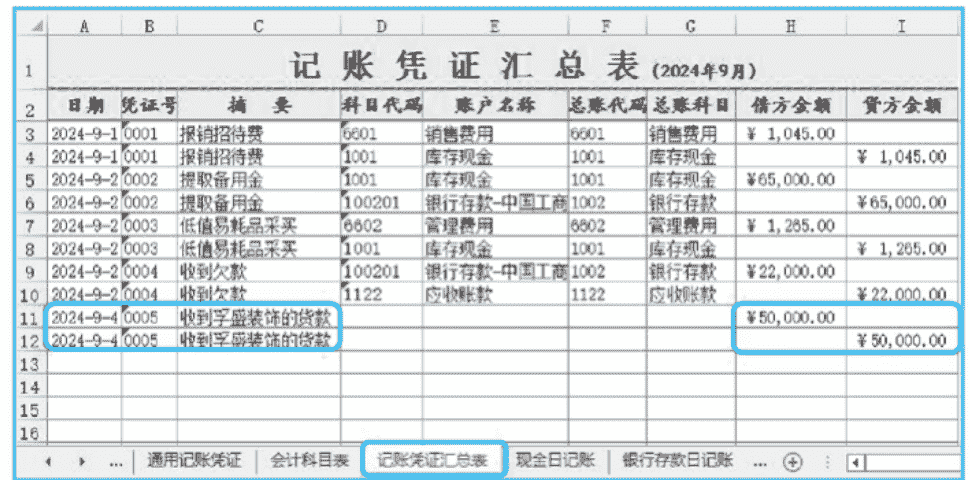 A B C D E F G H I
1 记账凭证汇总表(2024年9月)
2 日期 凭证号 摘 要 科目代码 账户名称 总账代码 总账科目 借方金额 贷方金额
3 2024-9-1 0001 报销招待费 6601 销售费用 6601 销售费用 ¥ 1,045.00
4 2024-9-1 0001 报销招待费 1001 库存现金 1001 库存现金 ¥ 1,045.00
5 2024-9-2 0002 提取备用金 1001 库存现金 1001 库存现金 ¥65,000.00
6 2024-9-2 0002 提取备用金 100201 银行存款-中国工商 1002 银行存款 ¥65,000.00
7 2024-9-2 0003 低值易耗品采买 6602 管理费用 6602 管理费用 ¥ 1,265.00
8 2024-9-2 0003 低值易耗品采买 1001 库存现金 1001 库存现金 ¥ 1,265.00
9 2024-9-2 0004 收到欠款 100201 银行存款-中国工商 1002 银行存款 ¥22,000.00
10 2024-9-2 0004 收到欠款 1122 应收账款 1122 应收账款 ¥22,000.00
11 2024-9-4 0005 收到孚盛装饰的货款 ¥50,000.00
12 2024-9-4 0005 收到孚盛装饰的货款 ¥50,000.00
13
14
15
16
... 通用记账凭证 会计科目表 记账凭证汇总表 现金日记账 银行存款日记账 ...